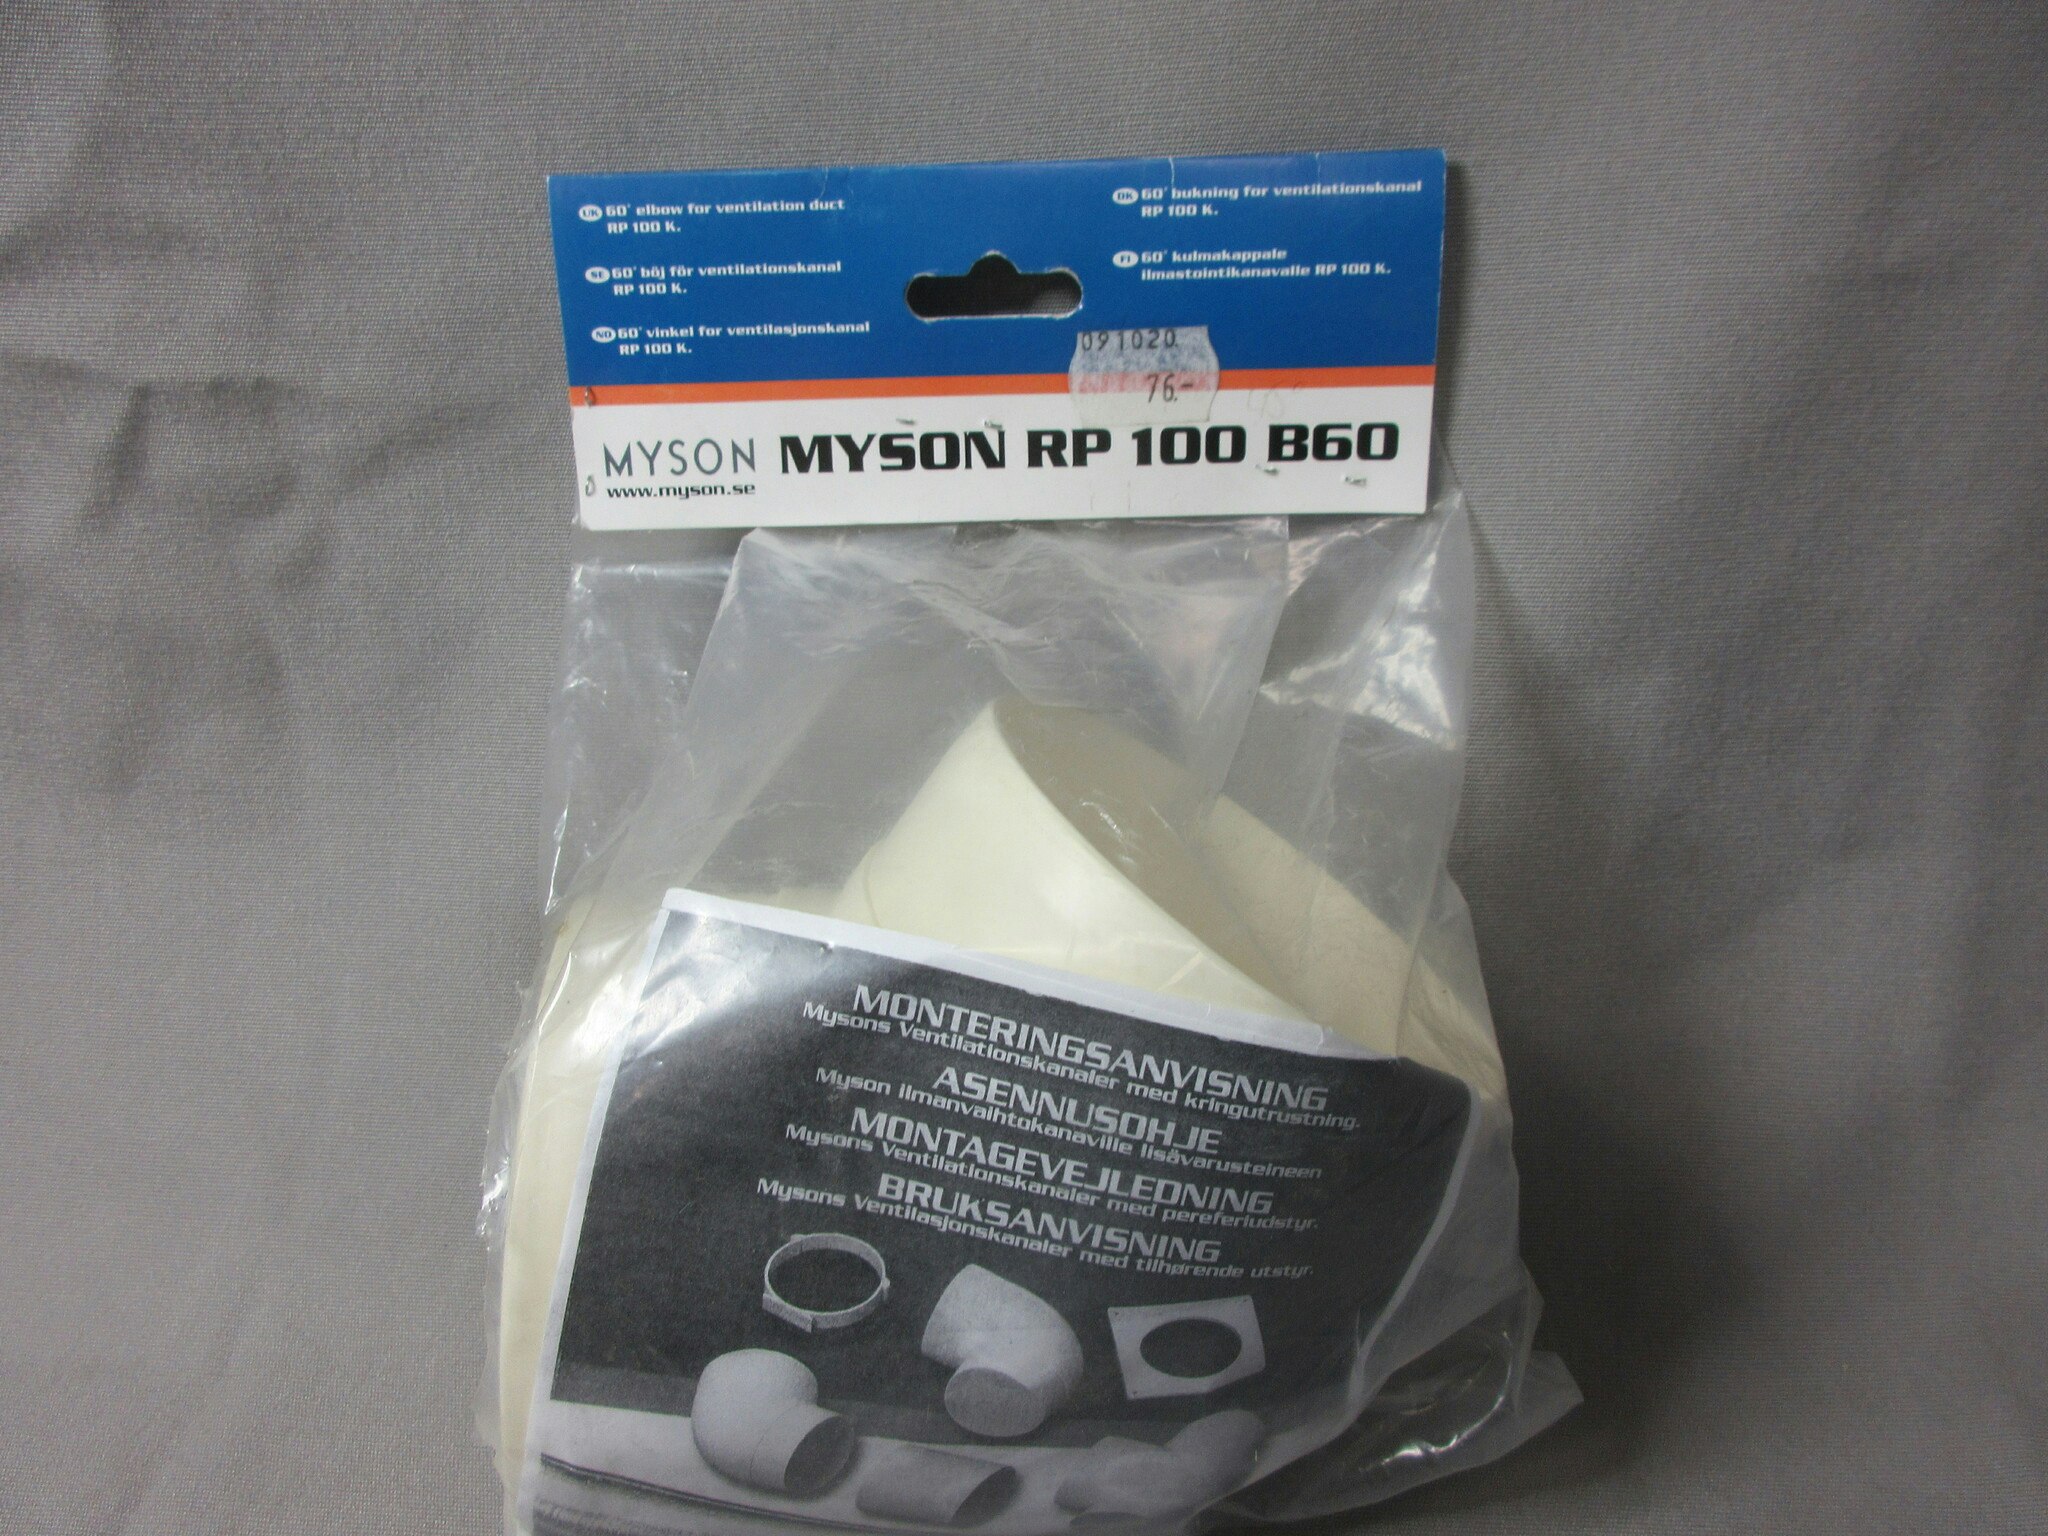 UK 60° elbow for ventilation duct
RP 100 K.
SE 60° böj för ventilationskanal
RP 100 K.
NO 60° vinkel for ventilasjonskanal
RP 100 K.
DK 60° bukning for ventilationskanal
RP 100 K.
FI 60° kulmakappale
ilmastointikanavalle RP 100 K.
091020
76.-
MYSON MYSON RP 100 B60
www.myson.se
MONTERINGSANVISNING
Mysons Ventilationskanaler med kringutrustning.
ASENNUSOHJE
Myson ilmanvaihtokanaville lisävarusteineen
MONTAGEVEJLEDNING
Mysons Ventilationskanaler med pereferiudstyr.
BRUKSANVISNING
Mysons Ventilasjonskanaler med tilhørende utstyr.